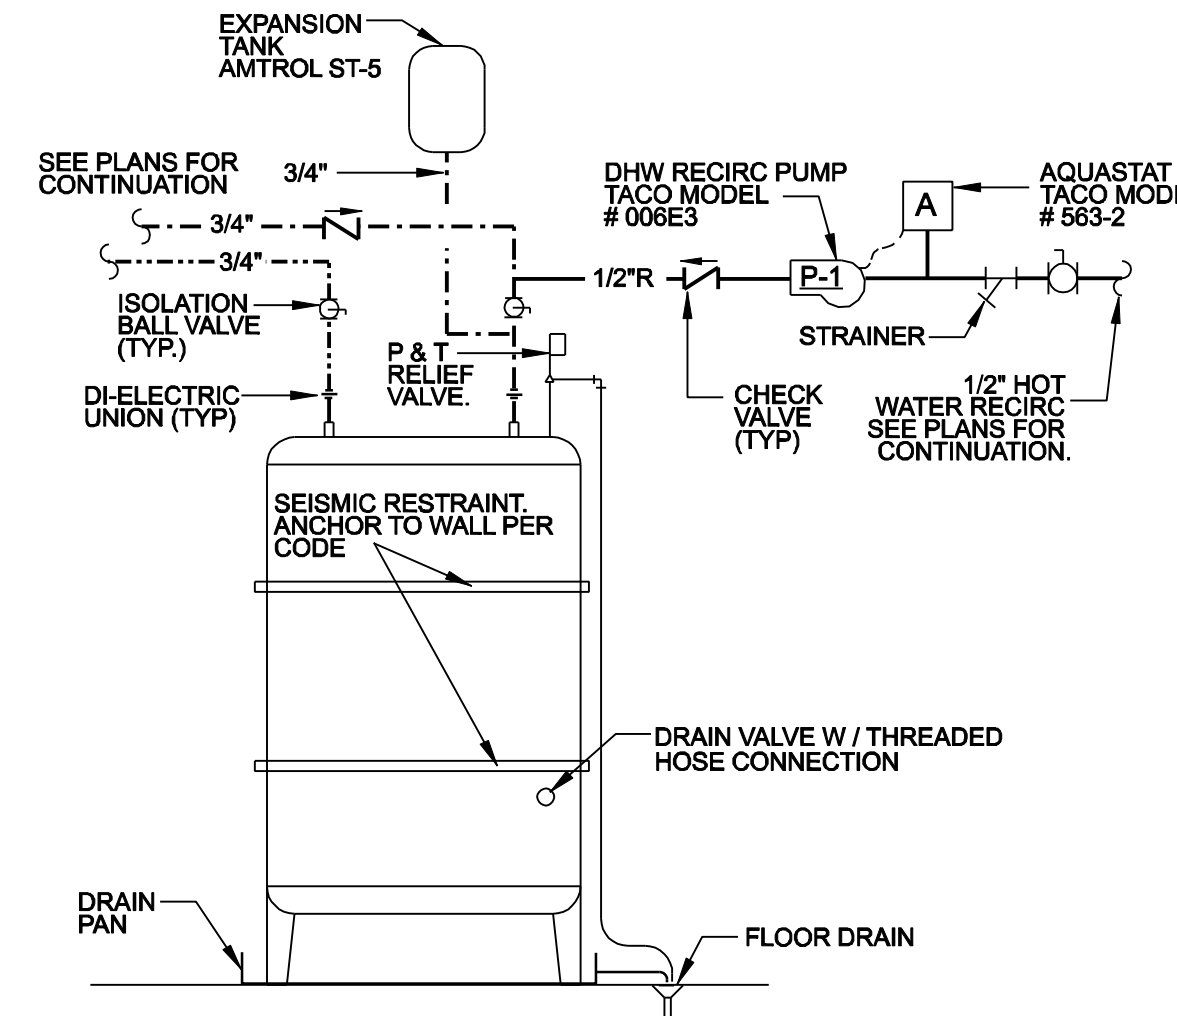 EXPANSION
TANK
AMTROL ST-5
SEE PLANS FOR
CONTINUATION
3/4"
3/4"
3/4"
ISOLATION
BALL VALVE
(TYP.)
DI-ELECTRIC
UNION (TYP)
P & T
RELIEF
VALVE.
DHW RECIRC PUMP
TACO MODEL
# 006E3
A
AQUASTAT
TACO MODE
# 563-2
1/2"R
P-1
STRAINER
CHECK
VALVE
(TYP)
1/2" HOT
WATER RECIRC
SEE PLANS FOR
CONTINUATION.
SEISMIC RESTRAINT.
ANCHOR TO WALL PER
CODE
DRAIN VALVE W / THREADED
HOSE CONNECTION
DRAIN
PAN
FLOOR DRAIN